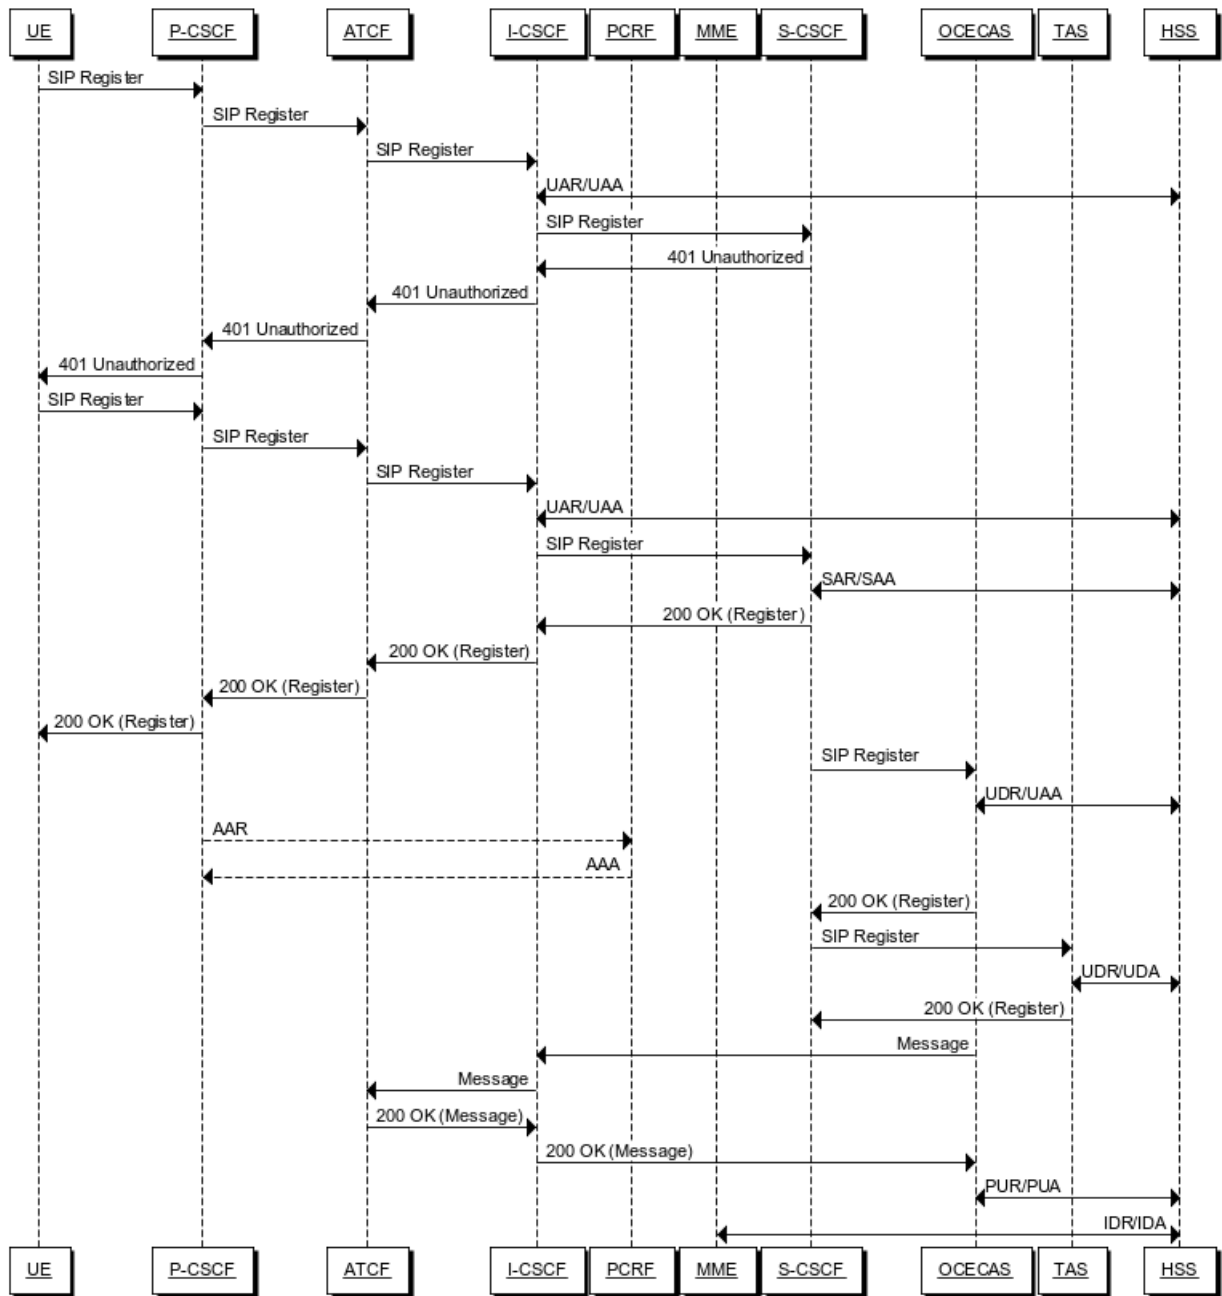 UE P-CSCF ATCF I-CSCF PCRF MME S-CSCF OCECAS TAS HSS
SIP Register
SIP Register
SIP Register
UAR/UAA
SIP Register
401 Unauthorized
401 Unauthorized
401 Unauthorized
401 Unauthorized
SIP Register
SIP Register
SIP Register
UAR/UAA
SIP Register
SAR/SAA
200 OK (Register)
200 OK (Register)
200 OK (Register)
200 OK (Register)
SIP Register
UDR/UAA
AAR
AAA
200 OK (Register)
SIP Register
UDR/UDA
200 OK (Register)
Message
Message
200 OK (Message)
200 OK (Message)
PUR/PUA
IDR/IDA
UE P-CSCF ATCF I-CSCF PCRF MME S-CSCF OCECAS TAS HSS